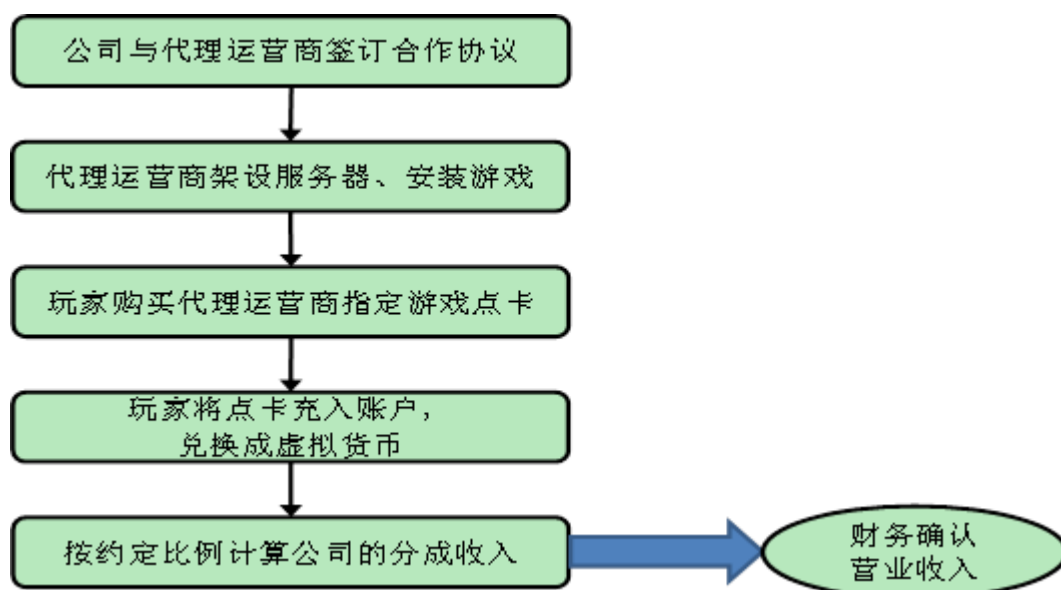 公司与代理运营商签订合作协议
代理运营商架设服务器、安装游戏
玩家购买代理运营商指定游戏点卡
玩家将点卡充入账户，
兑换成虚拟货币
按约定比例计算公司的分成收入
财务确认
营业收入